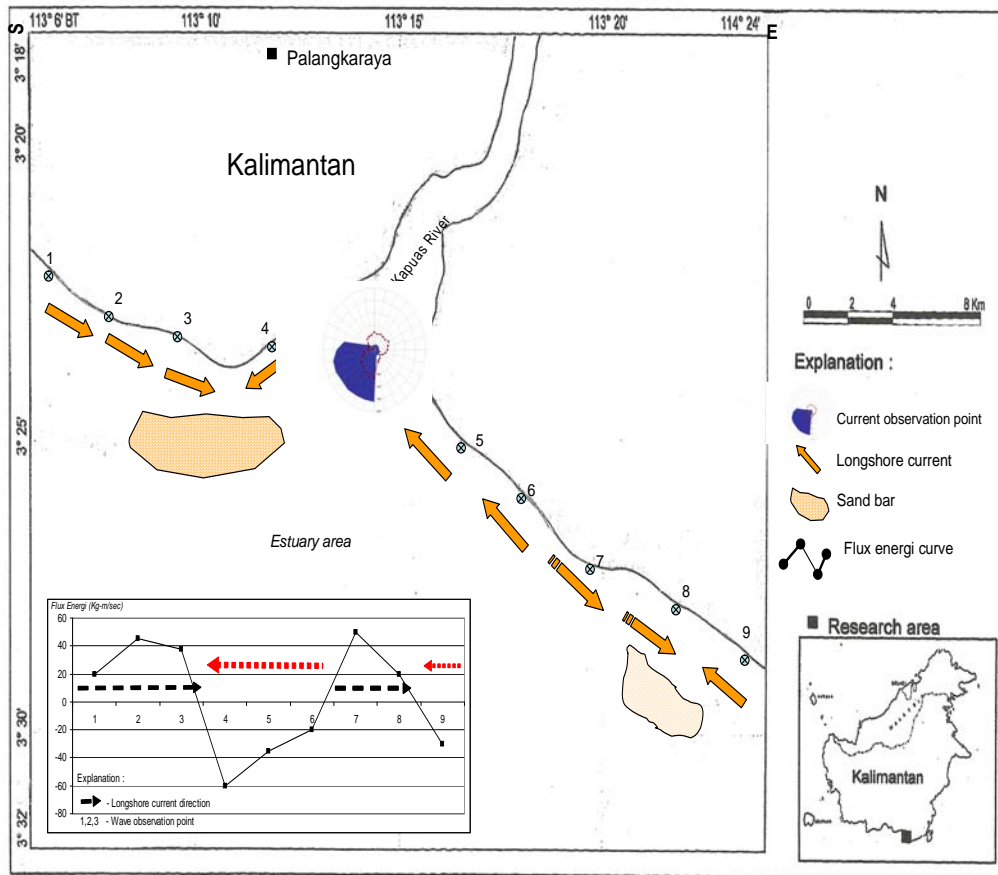 S
113° 6' BT
113° 10
113° 15
113° 20
114° 24'
E
3° 18'
3° 20
3° 25
3° 30'
3° 32
Palangkaraya
Kalimantan
Kapuas River
1
2
3
4
5
6
7
8
9
Estuary area
N
0 2 4 8 Km
Explanation :
Current observation point
Longshore current
Sand bar
Flux energi curve
Research area
Kalimantan
Flux Energi (Kg-m/sec)
60
40
20
0
-20
-40
-60
-80
1 2 3 4 5 6 7 8 9
Explanation :
- Longshore current direction
1,2,3 - Wave observation point